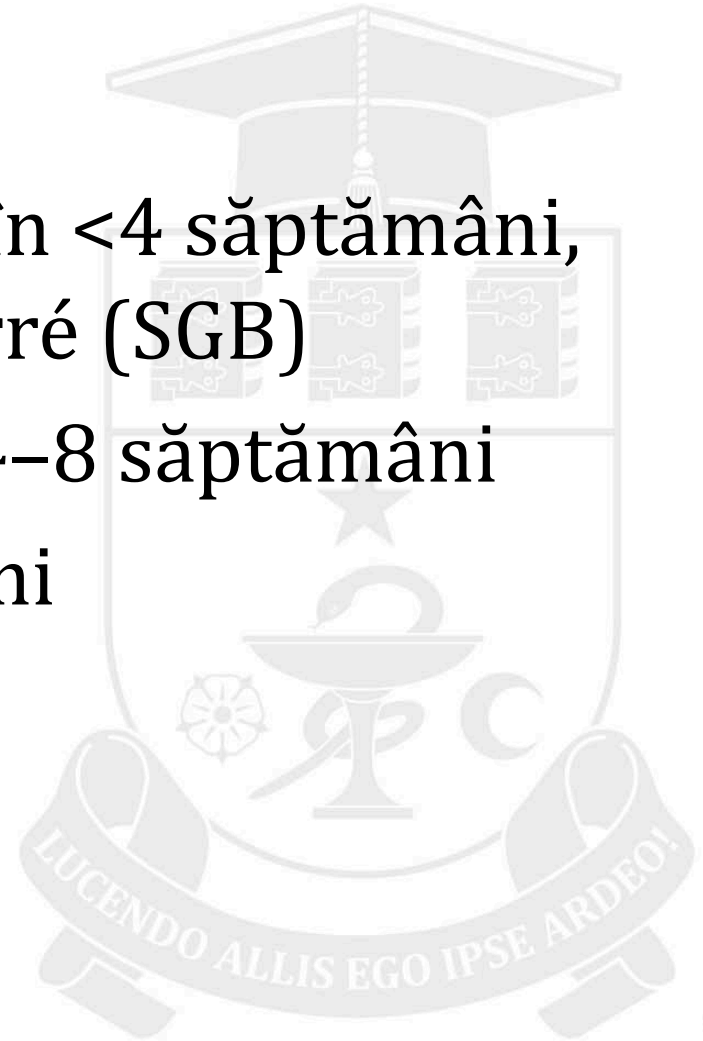 în <4 săptămâni,
rré (SGB)
–8 săptămâni
ni
LUCENDO ALLIS EGO IPSE ARDEO!